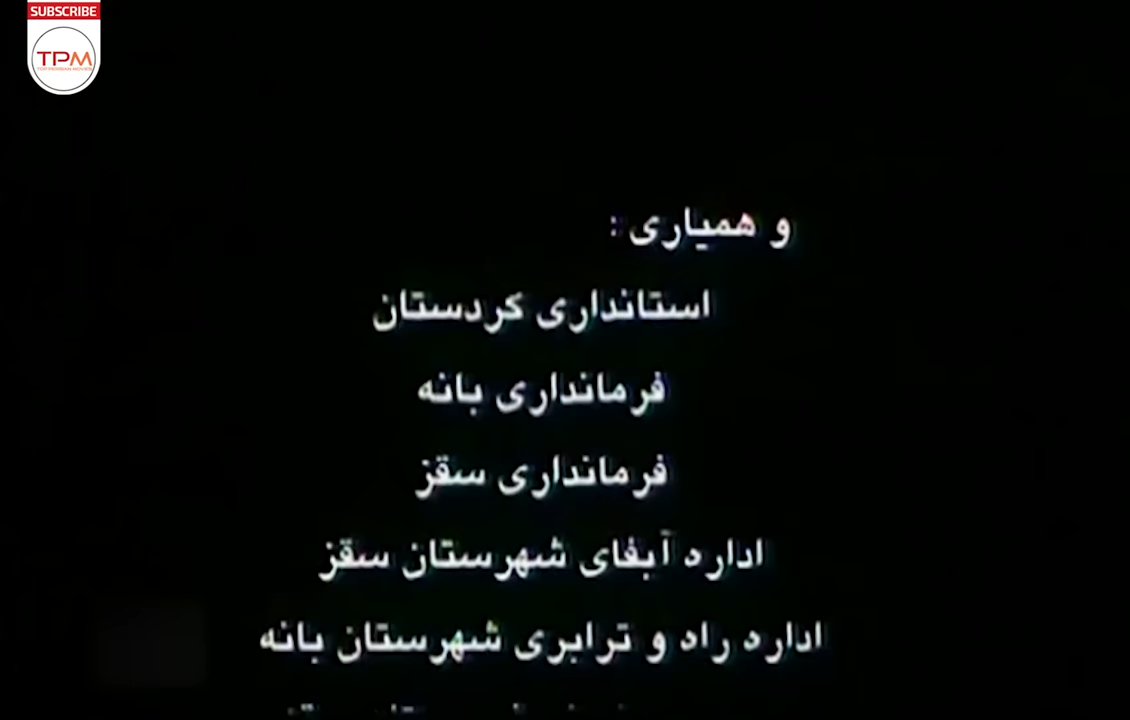 SUBSCRIBE
TPM
و همیاری :
استانداری کردستان
فرمانداری بانه
فرمانداری سقز
اداره آبفای شهرستان سقز
اداره راه و ترابری شهرستان بانه